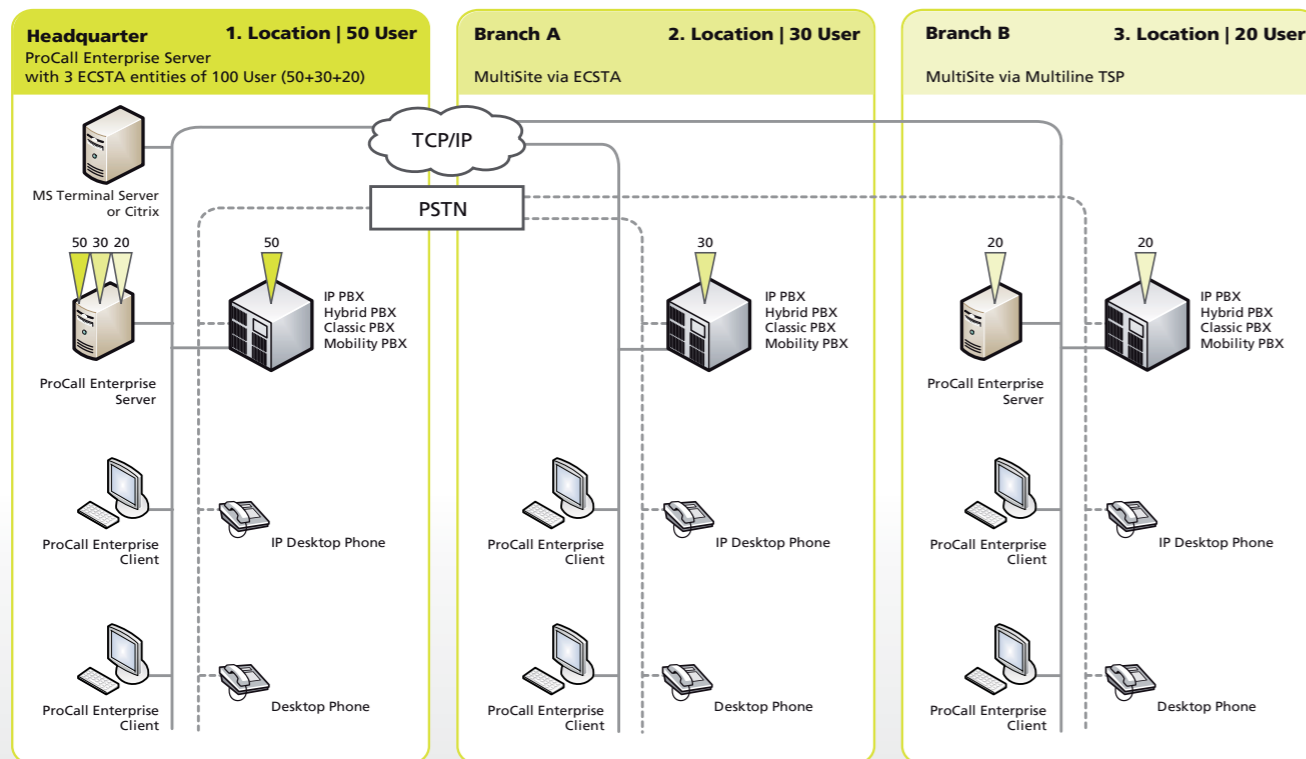 Headquarter 1. Location | 50 User
ProCall Enterprise Server
with 3 ECSTA entities of 100 User (50+30+20)
Branch A 2. Location | 30 User
MultiSite via ECSTA
Branch B 3. Location | 20 User
MultiSite via Multiline TSP
TCP/IP
PSTN
MS Terminal Server
or Citrix
50 30 20
ProCall Enterprise
Server
50
IP PBX
Hybrid PBX
Classic PBX
Mobility PBX
ProCall Enterprise
Client
IP Desktop Phone
ProCall Enterprise
Client
Desktop Phone
30
IP PBX
Hybrid PBX
Classic PBX
Mobility PBX
ProCall Enterprise
Client
IP Desktop Phone
ProCall Enterprise
Client
Desktop Phone
20
ProCall Enterprise
Server
20
IP PBX
Hybrid PBX
Classic PBX
Mobility PBX
ProCall Enterprise
Client
IP Desktop Phone
ProCall Enterprise
Client
Desktop Phone